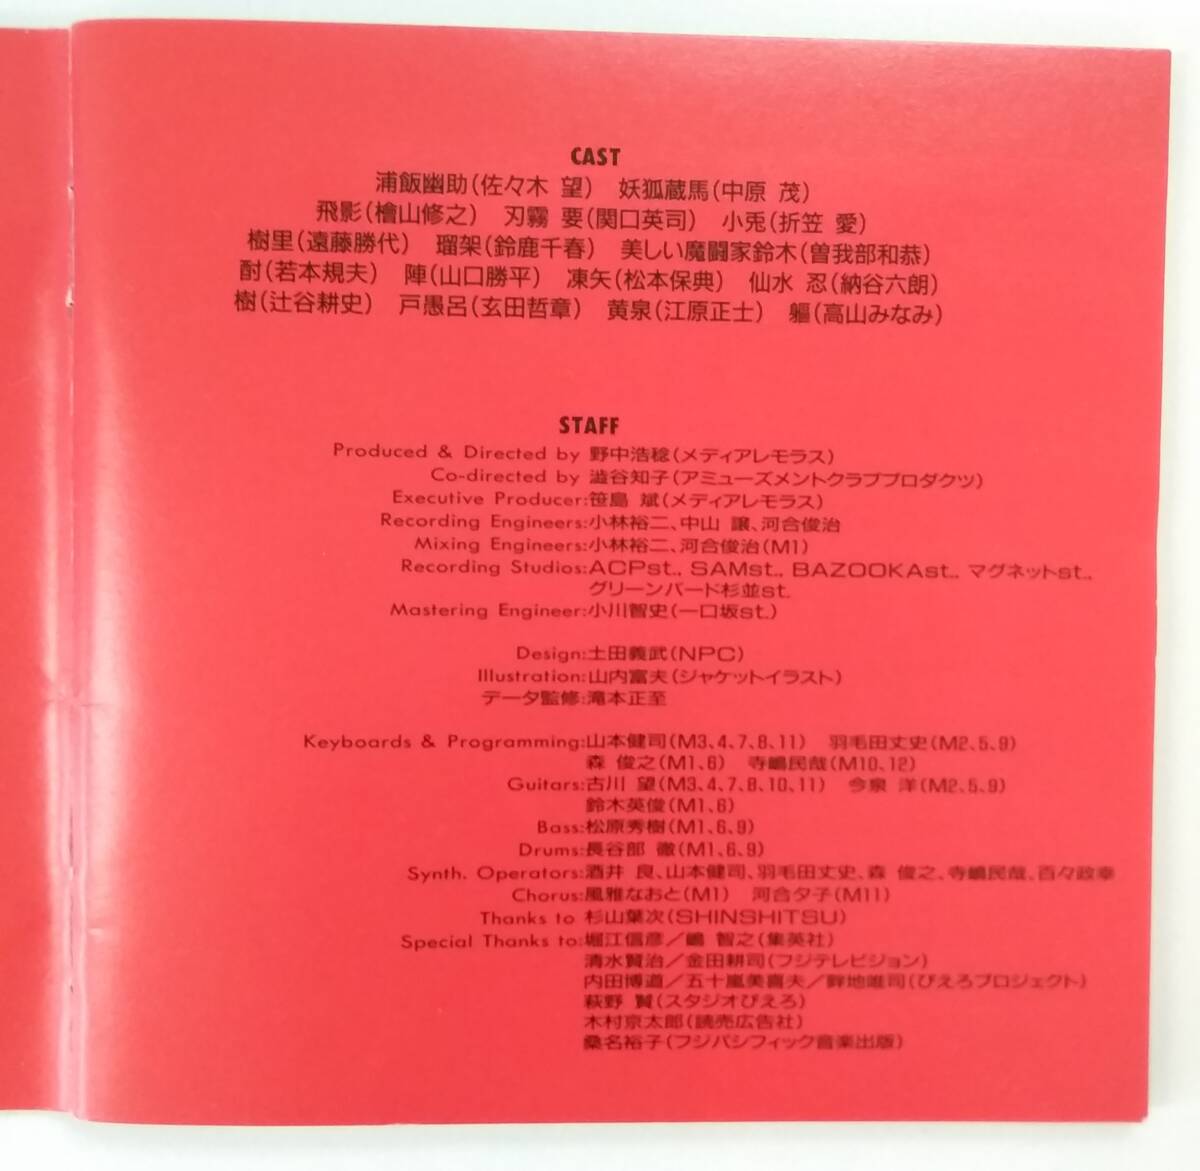 CAST
浦飯幽助(佐々木 望) 妖狐蔵馬(中原 茂)
飛影(檜山修之) 刃霧 要(関口英司) 小兎(折笠 愛)
樹里(遠藤勝代) 瑠架(鈴鹿千春) 美しい魔闘家鈴木(曽我部和恭)
酎(若本規夫) 陣(山口勝平) 凍矢(松本保典) 仙水 忍(納谷六朗)
樹(辻谷耕史) 戸愚呂(玄田哲章) 黄泉(江原正士) 軀(高山みなみ)
STAFF
Produced & Directed by 野中浩稔(メディアレモラス)
Co-directed by 澁谷知子(アミューズメントクラブプロダクツ)
Executive Producer:笹島 斌(メディアレモラス)
Recording Engineers:小林裕二、中山 譲、河合俊治
Mixing Engineers:小林裕二、河合俊治(M1)
Recording Studios:ACPst., SAMst., BAZOOKAst., マグネットst.,
グリーンバード杉並st.
Mastering Engineer:小川智史(一口坂st.)
Design:土田義武(NPC)
Illustration:山内富夫(ジャケットイラスト)
データ監修:滝本正至
Keyboards & Programming:山本健司(M3、4、7、8、11) 羽毛田丈史(M2、5、9)
森 俊之(M1、6) 寺嶋民哉(M10、12)
Guitars:古川 望(M3、4、7、8、10、11) 今泉 洋(M2、5、9)
鈴木英俊(M1、6)
Bass:松原秀樹(M1、6、9)
Drums:長谷部 徹(M1、6、9)
Synth. Operators:酒井 良、山本健司、羽毛田丈史、森 俊之、寺嶋民哉、百々政幸
Chorus:風雅なおと(M1) 河合夕子(M11)
Thanks to 杉山葉次(SHINSHITSU)
Special Thanks to:堀江信彦／嶋 智之(集英社)
清水賢治／金田耕司(フジテレビジョン)
内田博道／五十嵐美喜夫／畔地唯司(ぴえろプロジェクト)
萩野 賢(スタジオぴえろ)
木村京太郎(読売広告社)
桑名裕子(フジパシフィック音楽出版)